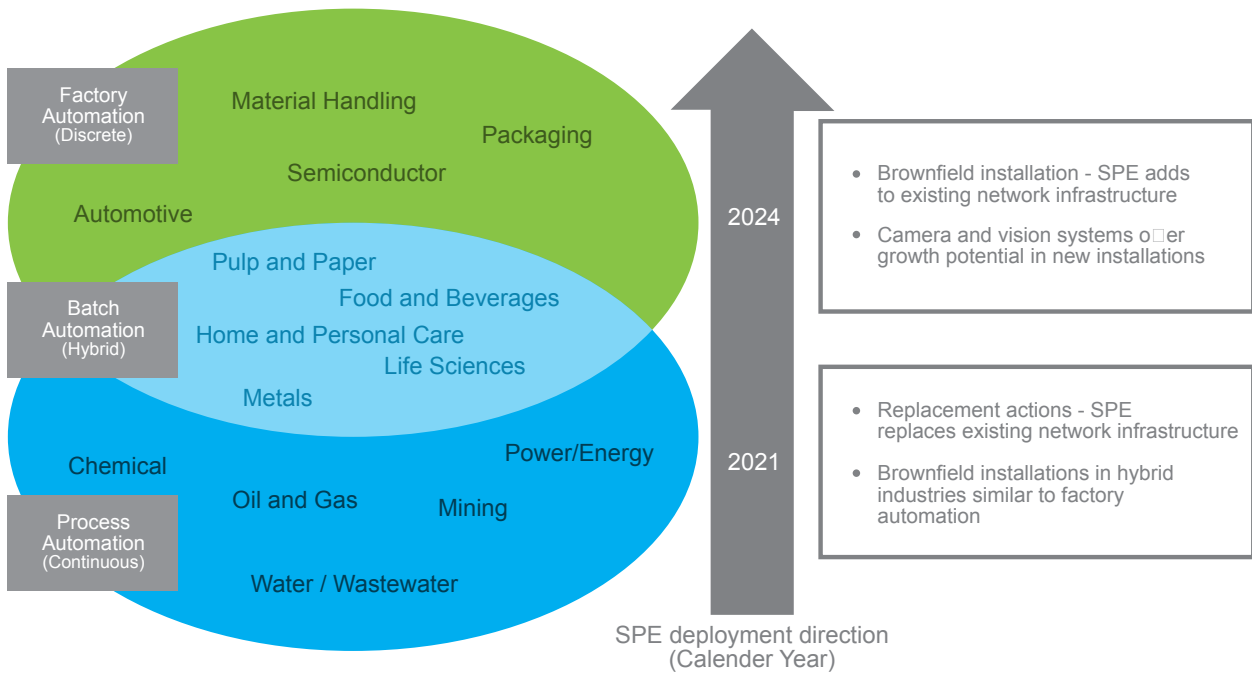 Factory
Automation
(Discrete)
Material Handling
Packaging
Semiconductor
Automotive
Pulp and Paper
Food and Beverages
Batch
Automation
(Hybrid)
Home and Personal Care
Life Sciences
Metals
Chemical
Power/Energy
Oil and Gas
Mining
Process
Automation
(Continuous)
Water / Wastewater
2024
2021
SPE deployment direction
(Calender Year)
• Brownfield installation - SPE adds
to existing network infrastructure
• Camera and vision systems o□er
growth potential in new installations
• Replacement actions - SPE
replaces existing network infrastructure
• Brownfield installations in hybrid
industries similar to factory
automation